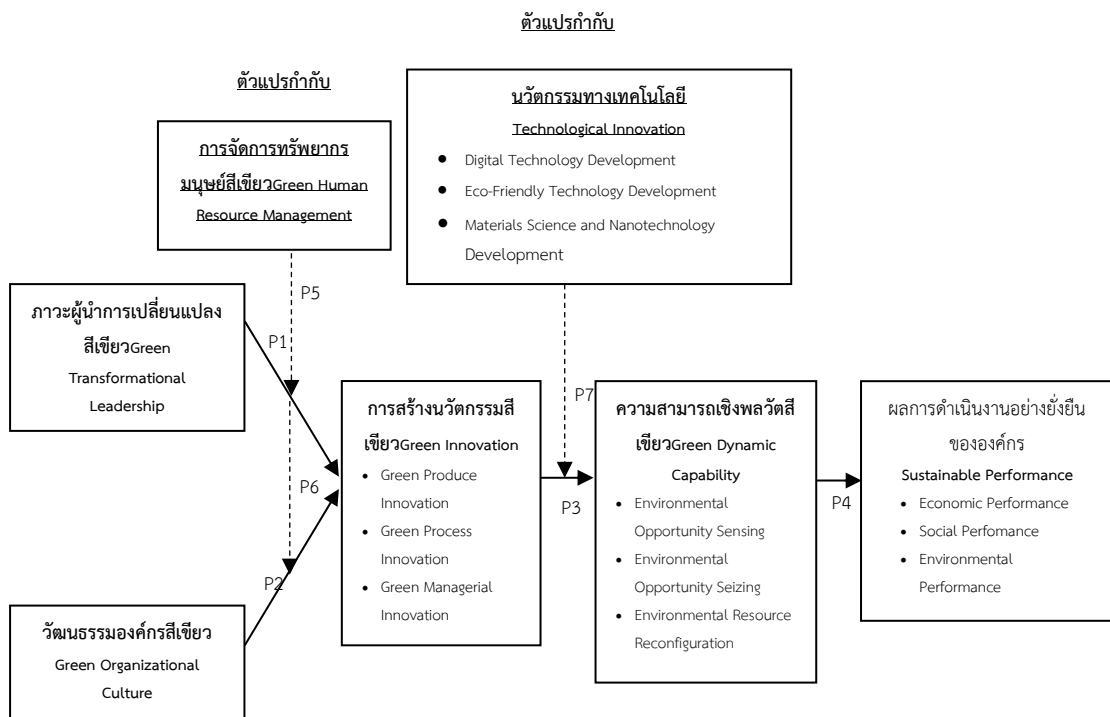 ตัวแปรกำกับ
ตัวแปรกำกับ
การจัดการทรัพยากร
มนุษย์สีเขียวGreen Human
Resource Management
นวัตกรรมทางเทคโนโลยี
Technological Innovation
• Digital Technology Development
• Eco-Friendly Technology Development
• Materials Science and Nanotechnology
Development
P5
ภาวะผู้นำการเปลี่ยนแปลง
สีเขียวGreen
Transformational
Leadership
P1
P6
P2
วัฒนธรรมองค์กรสีเขียว
Green Organizational
Culture
การสร้างนวัตกรรมสี
เขียวGreen Innovation
• Green Produce
Innovation
• Green Process
Innovation
• Green Managerial
Innovation
P7
P3
ความสามารถเชิงพลวัตสี
เขียวGreen Dynamic
Capability
• Environmental
Opportunity Sensing
• Environmental
Opportunity Seizing
• Environmental Resource
Reconfiguration
P4
ผลการดำเนินงานอย่างยั่งยืน
ขององค์กร
Sustainable Performance
• Economic Performance
• Social Perfomance
• Environmental
Performance